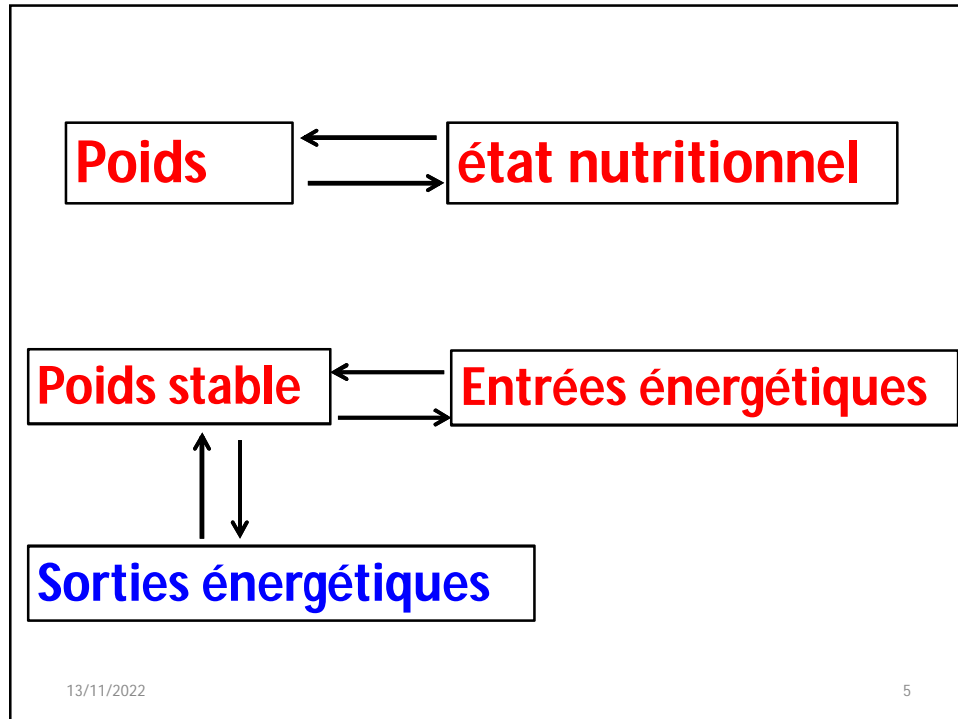 Poids
état nutritionnel
Poids stable
Entrées énergétiques
Sorties énergétiques
13/11/2022
5